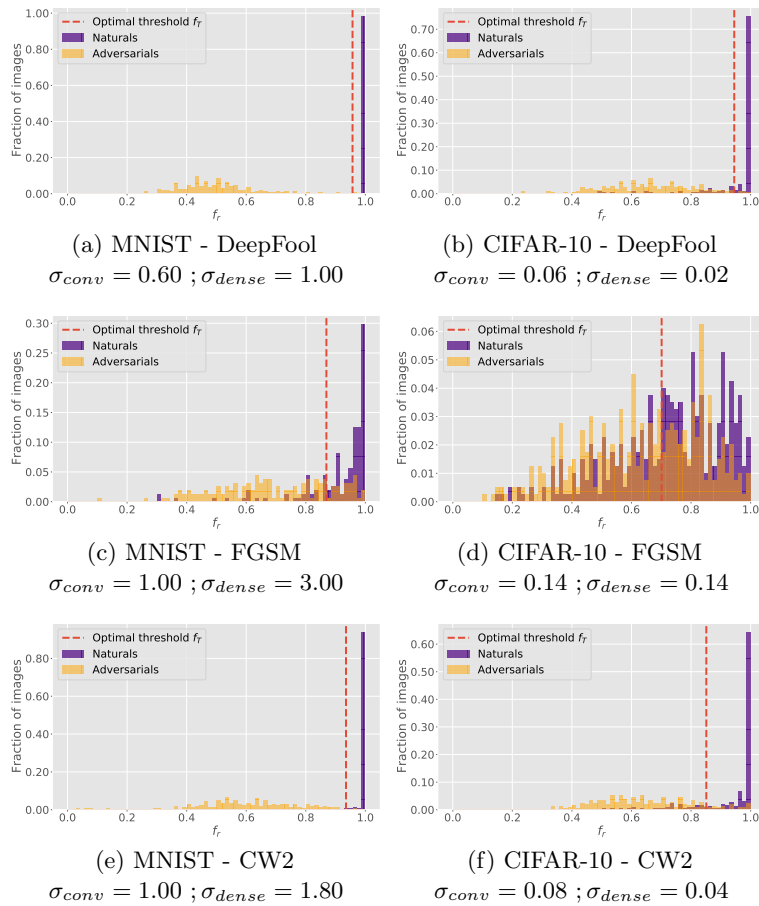 1.00
0.80
0.60
0.40
0.20
0.00
Fraction of images
Optimal threshold f_T
Naturals
Adversarials
0.0 0.2 0.4 0.6 0.8 1.0
f_r
(a) MNIST - DeepFool
σ_conv = 0.60 ; σ_dense = 1.00
0.70
0.60
0.50
0.40
0.30
0.20
0.10
0.00
Fraction of images
Optimal threshold f_T
Naturals
Adversarials
0.0 0.2 0.4 0.6 0.8 1.0
f_r
(b) CIFAR-10 - DeepFool
σ_conv = 0.06 ; σ_dense = 0.02
0.30
0.25
0.20
0.15
0.10
0.05
0.00
Fraction of images
Optimal threshold f_T
Naturals
Adversarials
0.0 0.2 0.4 0.6 0.8 1.0
f_r
(c) MNIST - FGSM
σ_conv = 1.00 ; σ_dense = 3.00
0.06
0.05
0.04
0.03
0.02
0.01
0.00
Fraction of images
Optimal threshold f_T
Naturals
Adversarials
0.0 0.2 0.4 0.6 0.8 1.0
f_r
(d) CIFAR-10 - FGSM
σ_conv = 0.14 ; σ_dense = 0.14
0.80
0.60
0.40
0.20
0.00
Fraction of images
Optimal threshold f_T
Naturals
Adversarials
0.0 0.2 0.4 0.6 0.8 1.0
f_r
(e) MNIST - CW2
σ_conv = 1.00 ; σ_dense = 1.80
0.60
0.50
0.40
0.30
0.20
0.10
0.00
Fraction of images
Optimal threshold f_T
Naturals
Adversarials
0.0 0.2 0.4 0.6 0.8 1.0
f_r
(f) CIFAR-10 - CW2
σ_conv = 0.08 ; σ_dense = 0.04